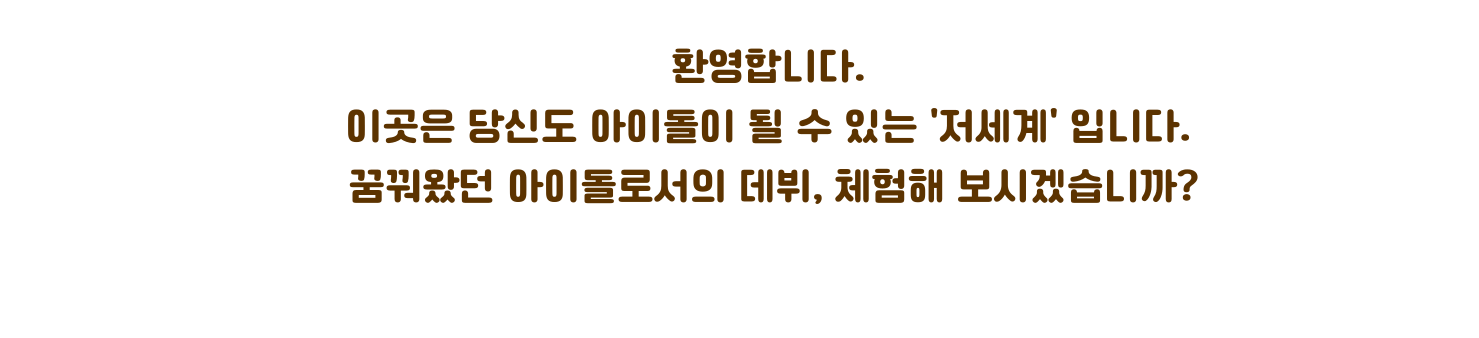 환영합니다.
이곳은 당신도 아이돌이 될 수 있는 '저세계' 입니다.
꿈꿔왔던 아이돌로서의 데뷔, 체험해 보시겠습니까?